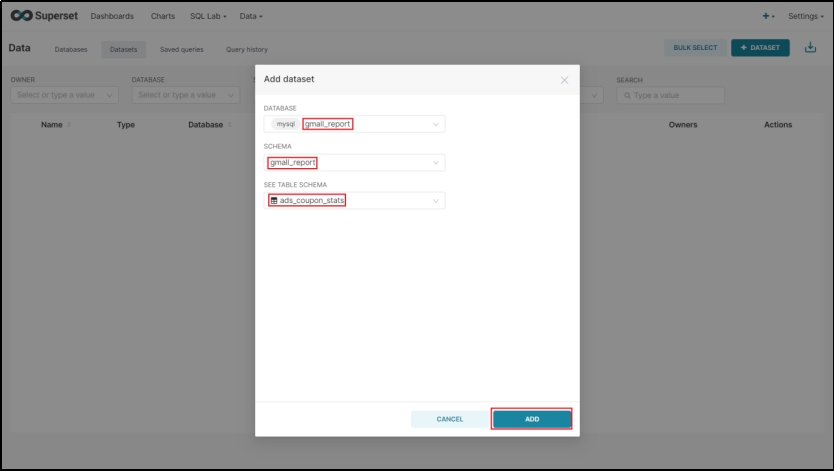 Superset Dashboards Charts SQL Lab Data Settings
Data Databases Datasets Saved queries Query history BULK SELECT + DATASET
OWNER DATABASE SEARCH
Select or type a value Select or type a value Type a value
Name Type Database Owners Actions
Add dataset
DATABASE
mysql gmall_report
SCHEMA
gmall_report
SEE TABLE SCHEMA
ads_coupon_stats
CANCEL ADD